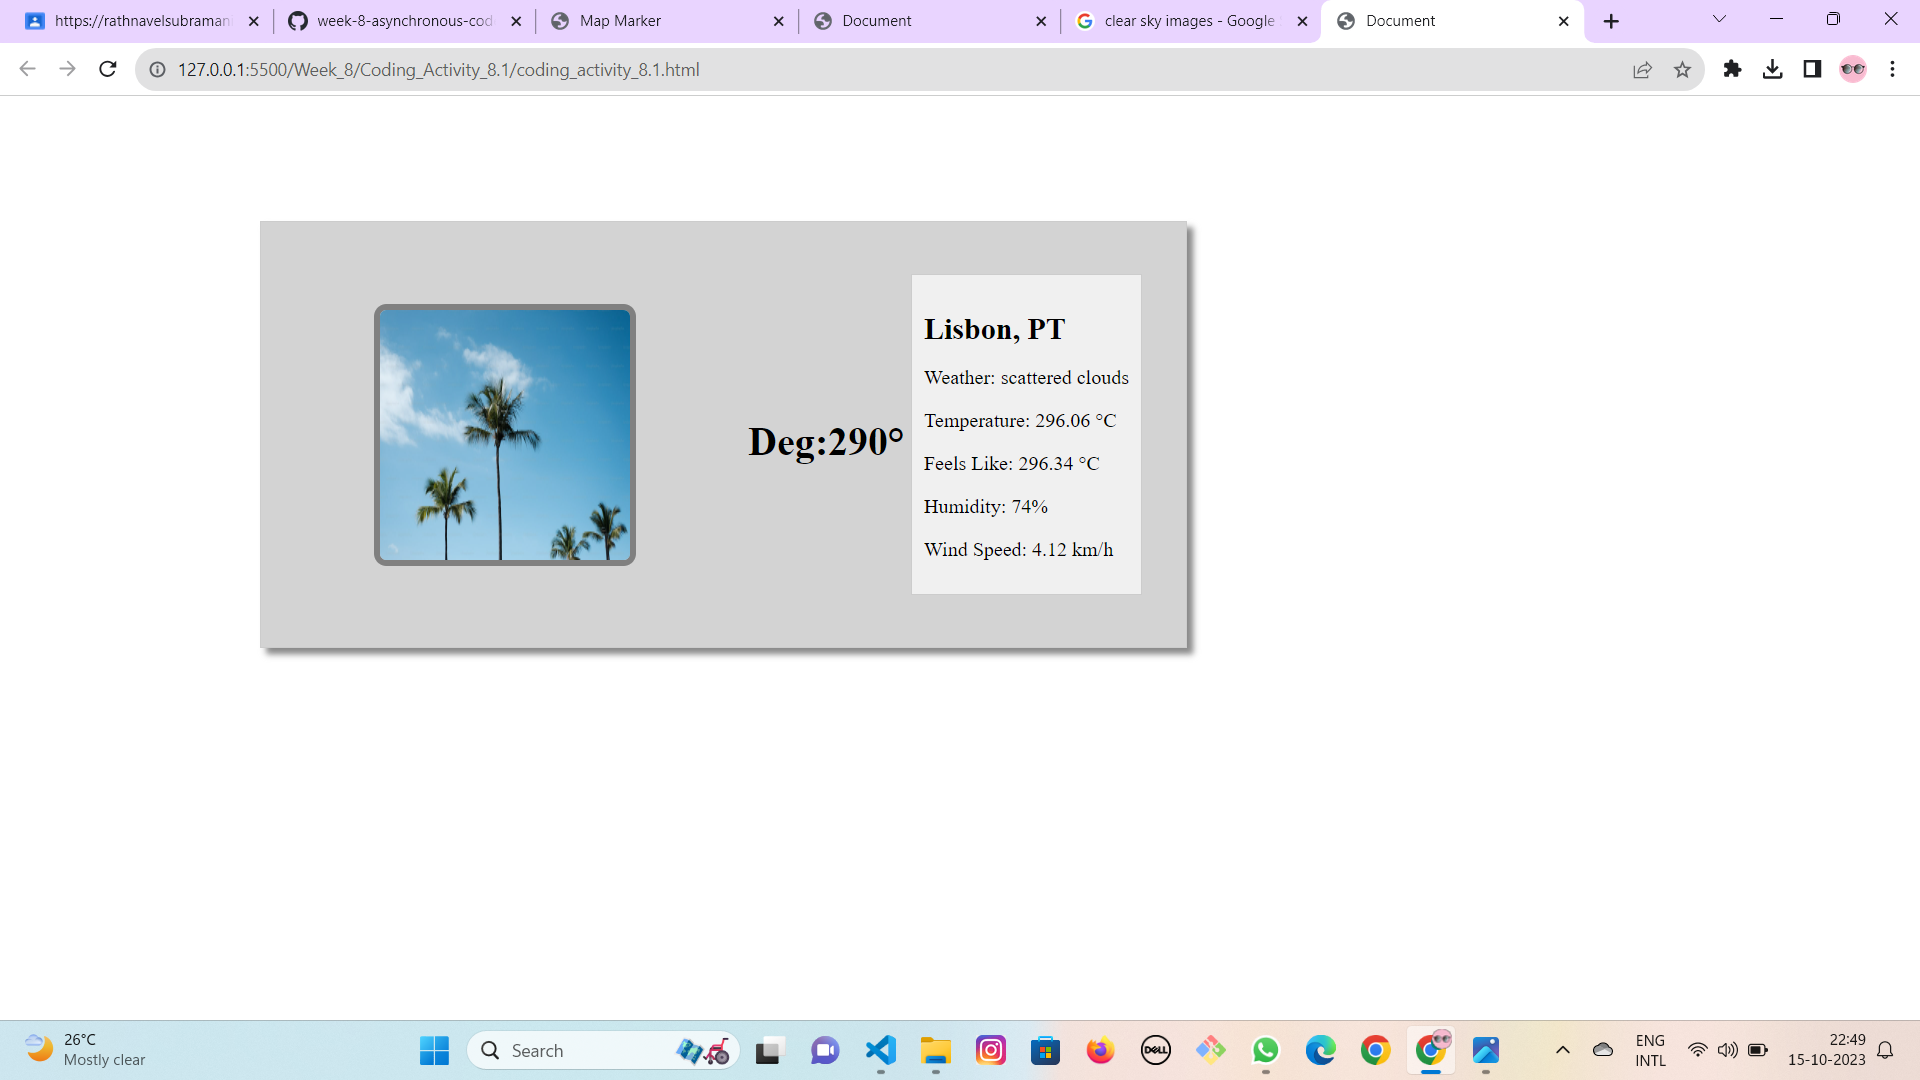 https://rathnavelsubraman
week-8-asynchronous-cod
Map Marker
Document
clear sky images - Google
Document
127.0.0.1:5500/Week_8/Coding_Activity_8.1/coding_activity_8.1.html
Deg:290°
Lisbon, PT
Weather: scattered clouds
Temperature: 296.06 °C
Feels Like: 296.34 °C
Humidity: 74%
Wind Speed: 4.12 km/h
26°C
Mostly clear
Search
DELL
ENG
INTL
22:49
15-10-2023